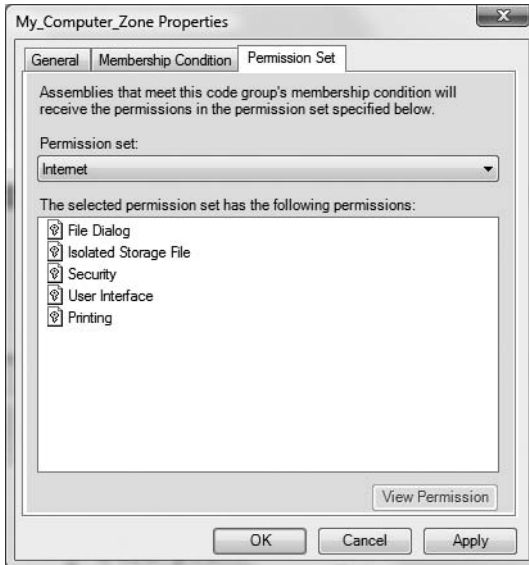 My_Computer_Zone Properties
General
Membership Condition
Permission Set
Assemblies that meet this code group's membership condition will
receive the permissions in the permission set specified below.
Permission set:
Internet
The selected permission set has the following permissions:
File Dialog
Isolated Storage File
Security
User Interface
Printing
View Permission
OK
Cancel
Apply